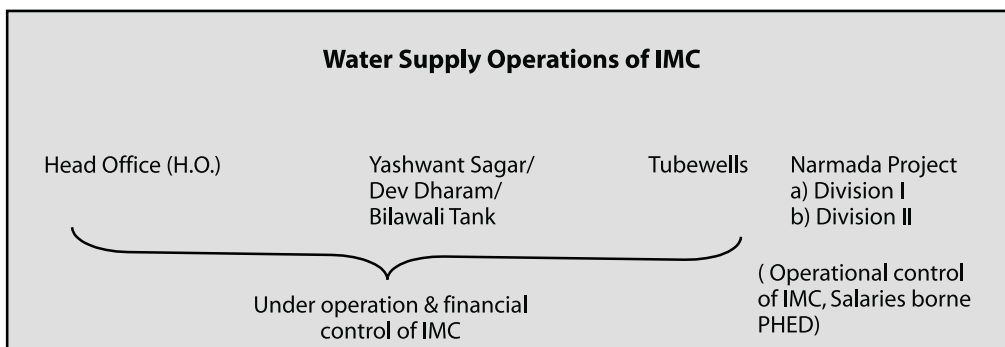 Water Supply Operations of IMC
Head Office (H.O.)
Yashwant Sagar/
Dev Dharam/
Bilawali Tank
Tubewells
Narmada Project
a) Division I
b) Division II
Under operation & financial
control of IMC
( Operational control
of IMC, Salaries borne
PHED)